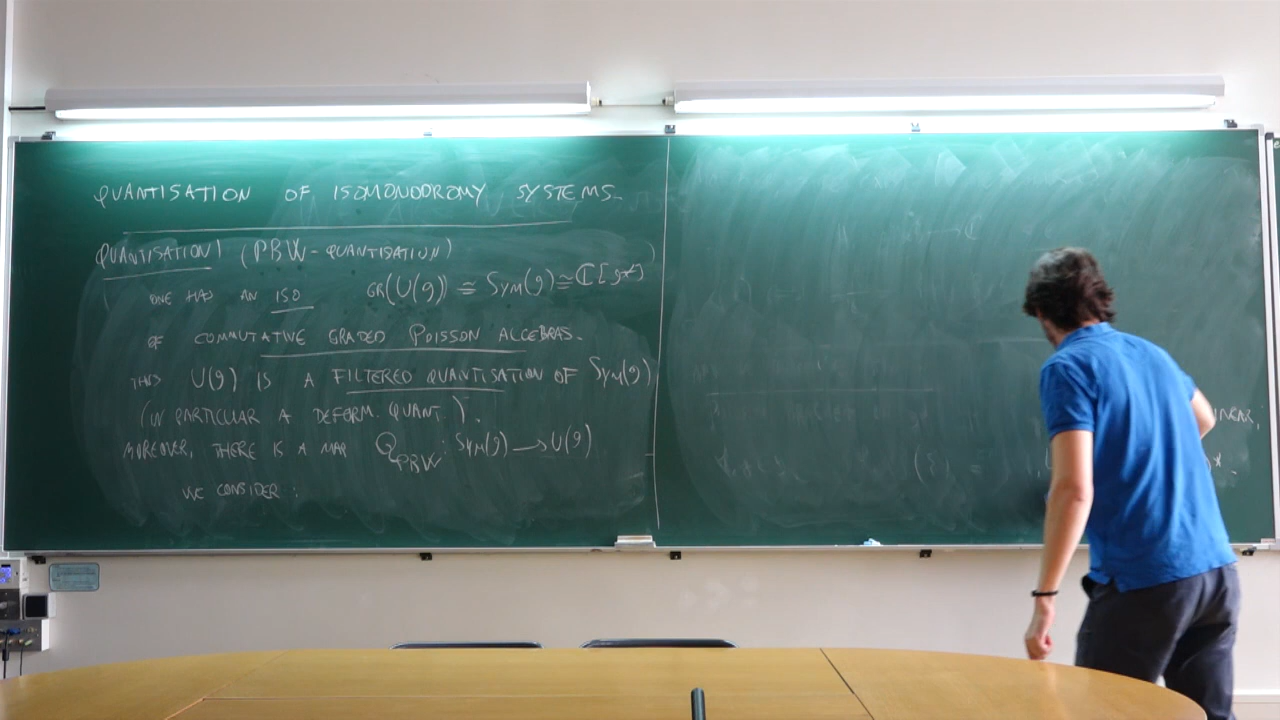 QUANTISATION OF ISOMONODROMY SYSTEMS.
QUANTISATION (PBW-QUANTISATION)
ONE HAS AN ISO GR(U(g)) ≅ SYM(g) ≅ ℂ[g*]
OF COMMUTATIVE GRADED POISSON ALGEBRAS.
THUS U(g) IS A FILTERED QUANTISATION OF SYM(g)
(IN PARTICULAR A DEFORM. QUANT.).
MOREOVER, THERE IS A MAP Q_PBW : SYM(g) → U(g)
WE CONSIDER :